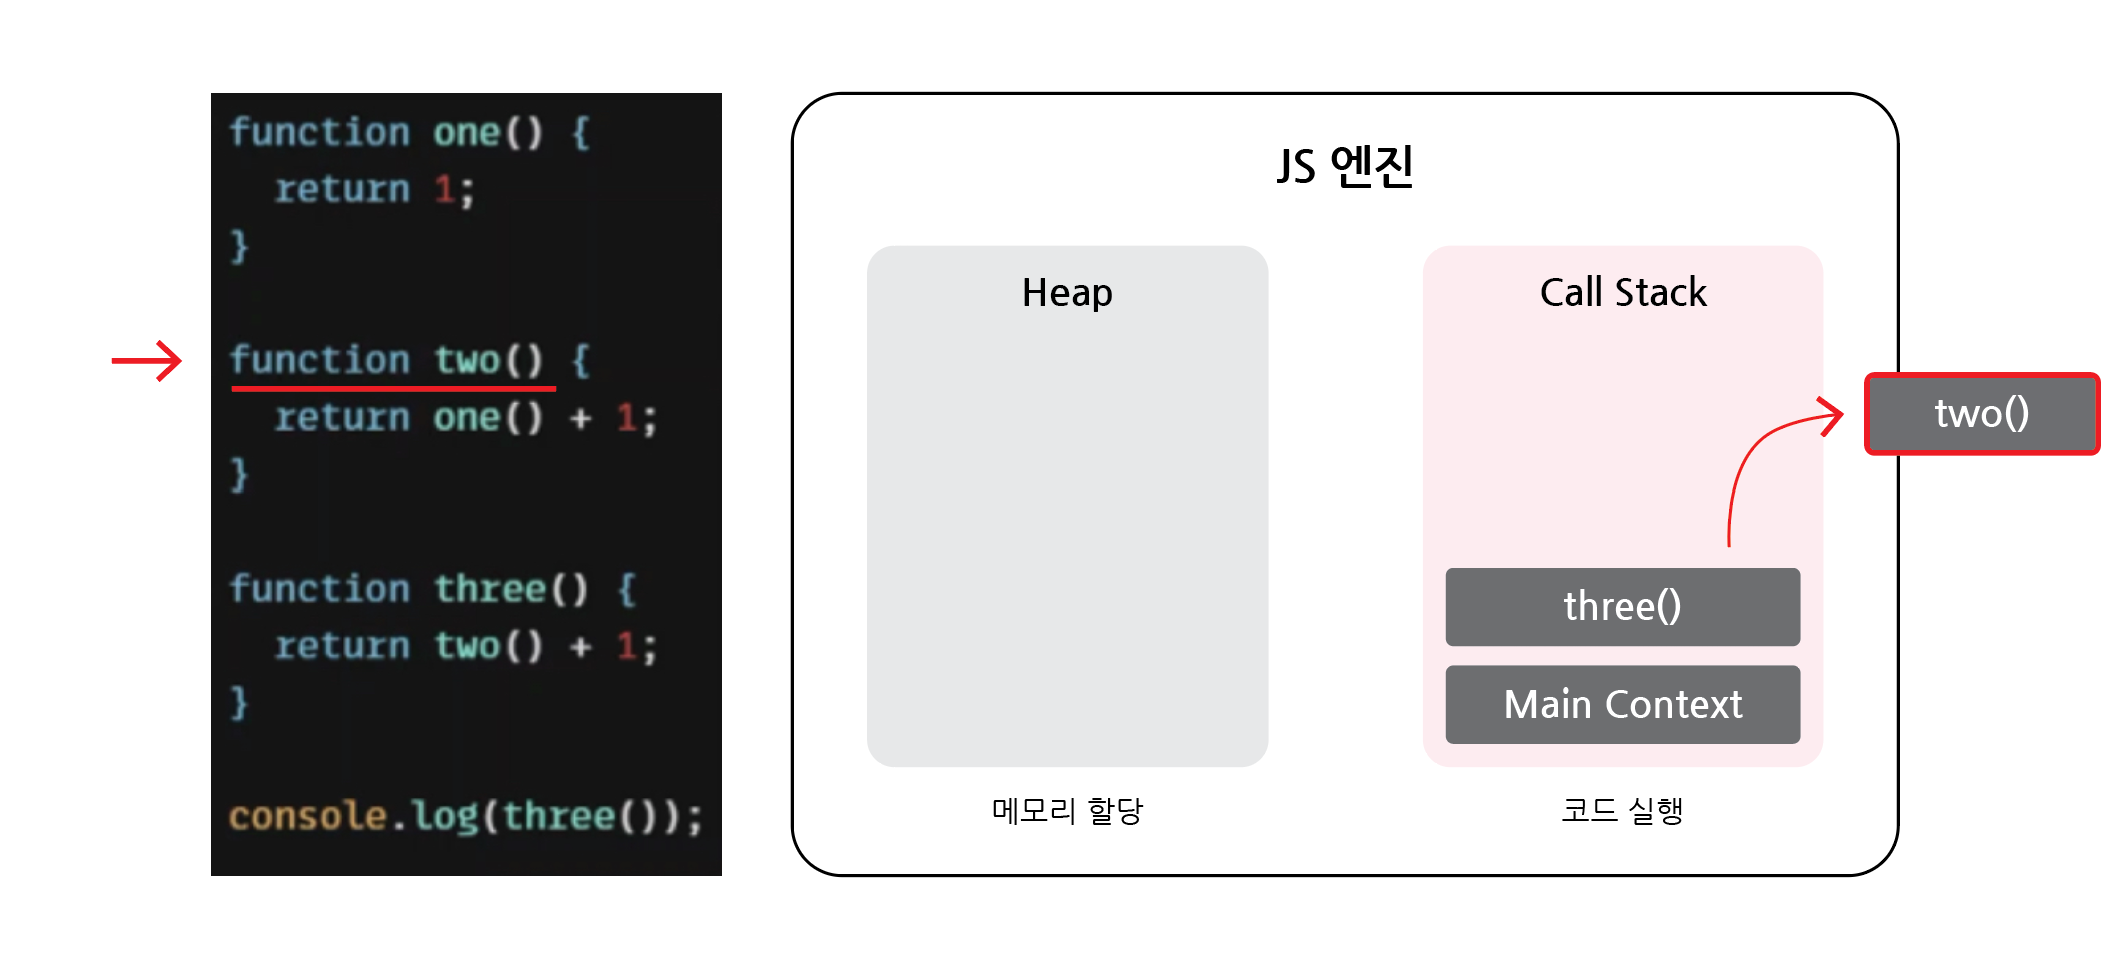 function one() {
  return 1;
}
function two() {
  return one() + 1;
}
function three() {
  return two() + 1;
}
console.log(three());
JS 엔진
Heap
메모리 할당
Call Stack
two()
three()
Main Context
코드 실행